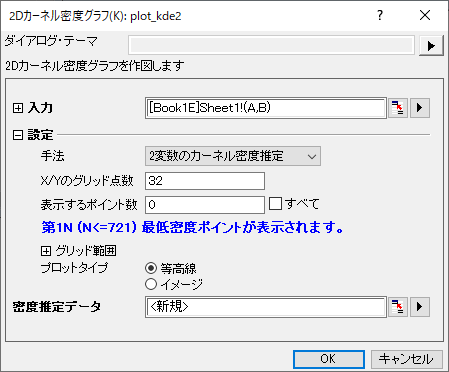 2Dカーネル密度グラフ(K): plot_kde2
ダイアログ・テーマ
2Dカーネル密度グラフを作図します
入力 [Book1E]Sheet1!(A,B)
設定
手法 2変数のカーネル密度推定
X/Yのグリッド点数 32
表示するポイント数 0 すべて
第1N (N<=721) 最低密度ポイントが表示されます。
グリッド範囲
プロットタイプ 等高線
イメージ
密度推定データ <新規>
OK キャンセル